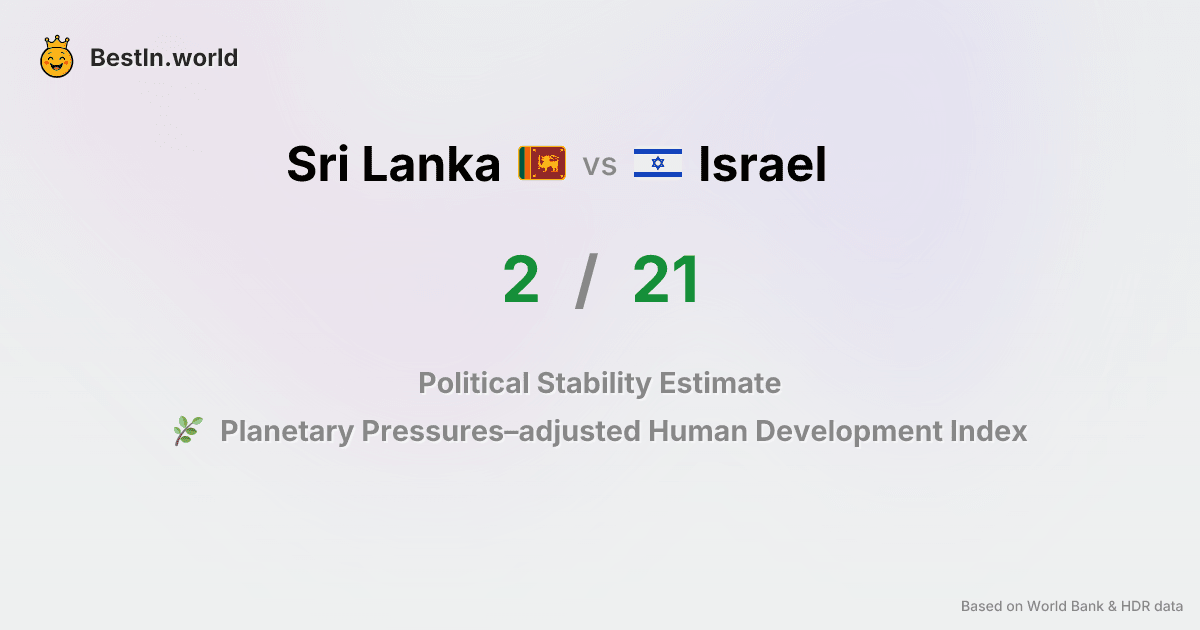 BestIn.world
Sri Lanka vs Israel
2 / 21
Political Stability Estimate
Planetary Pressures–adjusted Human Development Index
Based on World Bank & HDR data